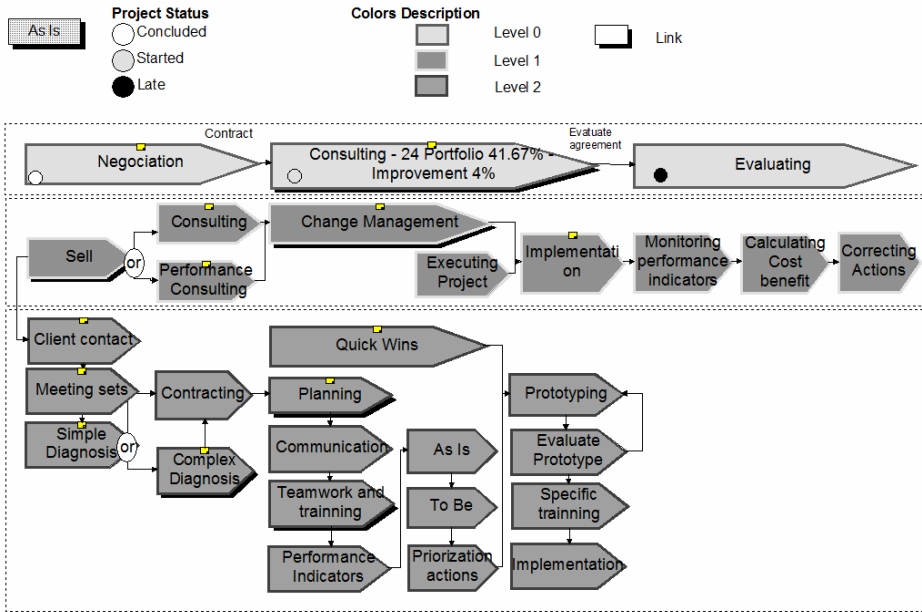 As Is
Project Status
Concluded
Started
Late
Colors Description
Level 0
Level 1
Level 2
Link
Negociation
Contract
Consulting - 24 Portfolio 41.67% -
Improvement 4%
Evatuate
agreement
Evaluating
Sell
or
Consulting
Performance
Consulting
Change Management
Executing
Project
Implementati
on
Monitoring
performance
indicators
Calculating
Cost
benefit
Correcting
Actions
Client contact
Meeting sets
Simple
Diagnosis
or
Contracting
Complex
Diagnosis
Quick Wins
Planning
Communication
Teamwork and
trainning
Performance
Indicators
As Is
To Be
Priorization
actions
Prototyping
Evaluate
Prototype
Specific
trainning
Implementation